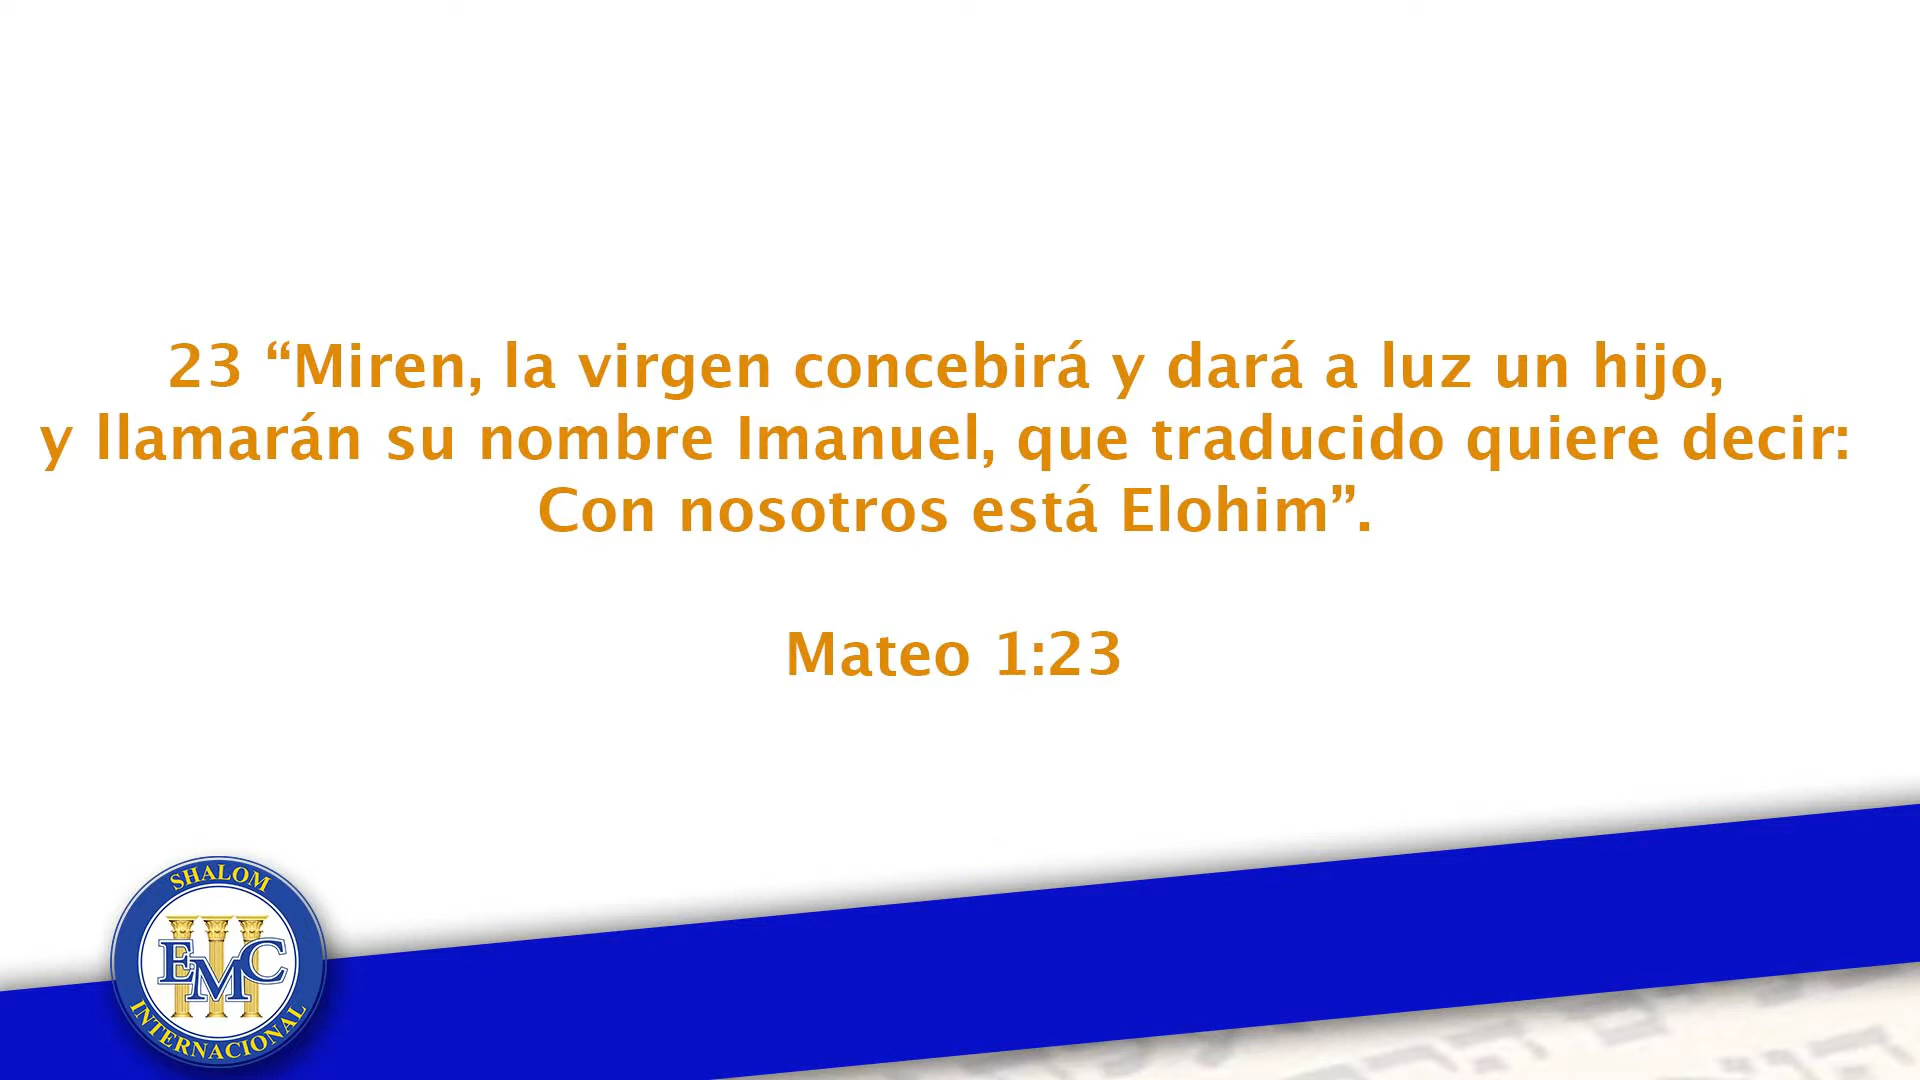 23 “Miren, la virgen concebirá y dará a luz un hijo,
y llamarán su nombre Imanuel, que traducido quiere decir:
Con nosotros está Elohim”.
Mateo 1:23
SHALOM
EMC
INTERNACIONAL